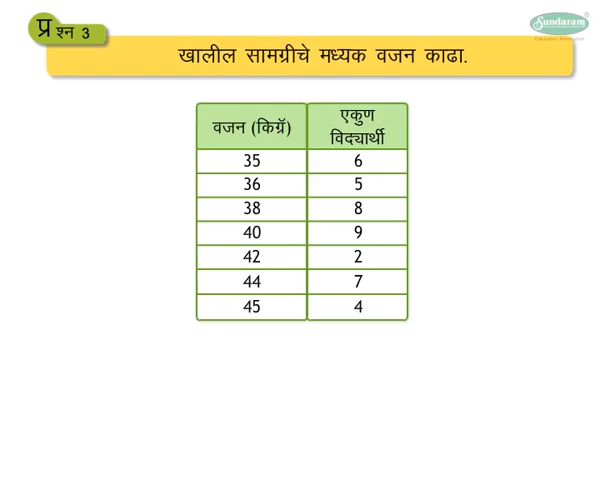 प्रश्न 3
Sundaram
खालील सामग्रीचे मध्यक वजन काढा.
वजन (किग्रॅ) एकुण विद्यार्थी
35 6
36 5
38 8
40 9
42 2
44 7
45 4